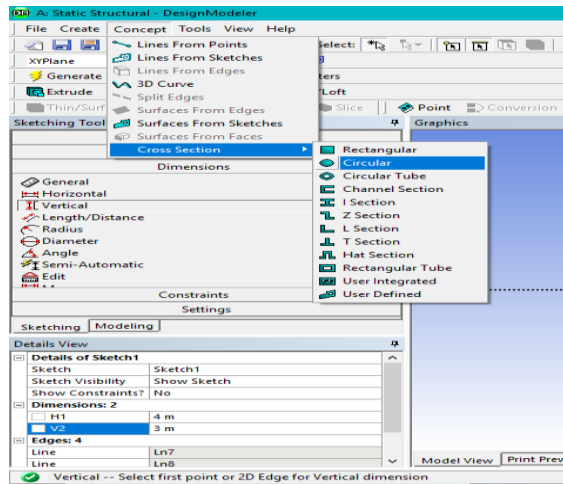 A: Static Structural - DesignModeler
File Create Concept Tools View Help
Select:
XYPlane
Generate
Extrude
Loft
Thin/Surf
Slice Point Conversion
Lines From Points
Lines From Sketches
Lines From Edges
3D Curve
Split Edges
Surfaces From Edges
Surfaces From Sketches
Surfaces From Faces
Cross Section
Rectangular
Circular
Circular Tube
Channel Section
I Section
Z Section
L Section
T Section
Hat Section
Rectangular Tube
User Integrated
User Defined
Sketching Tool
Graphics
Dimensions
General
Horizontal
Vertical
Length/Distance
Radius
Diameter
Angle
Semi-Automatic
Edit
Constraints
Settings
Sketching Modeling
Details View
Details of Sketch1
Sketch Sketch1
Sketch Visibility Show Sketch
Show Constraints? No
Dimensions: 2
H1 4 m
V2 3 m
Edges: 4
Line Ln7
Line Ln8
Model View Print Prev
Vertical -- Select first point or 2D Edge for Vertical dimension